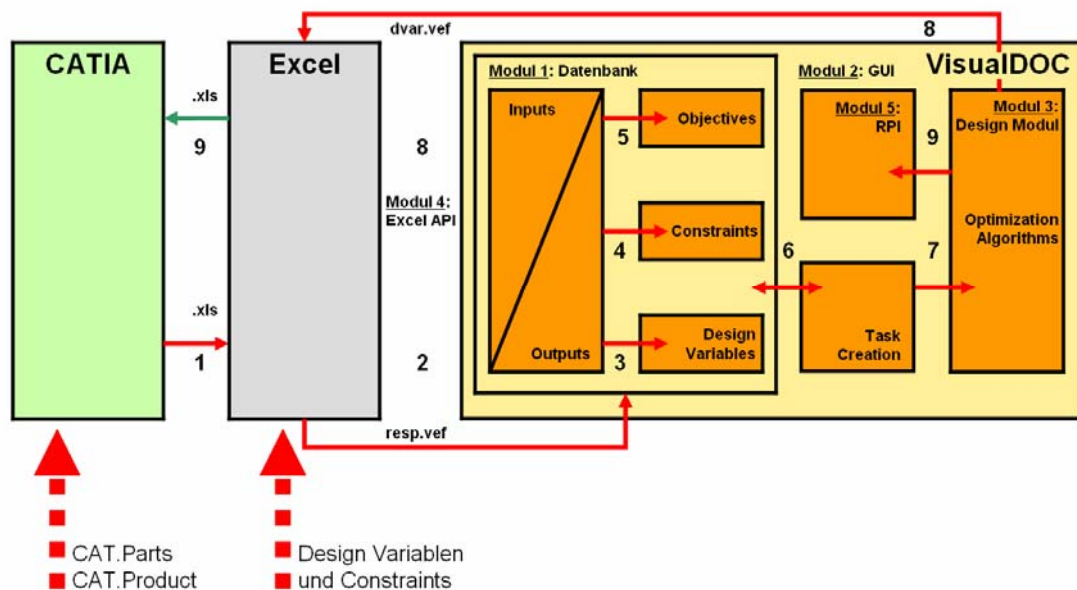 dvar.vef
8
CATIA
Excel
VisualDOC
Modul 1: Datenbank
Modul 2: GUI
.xls
9
8
Inputs
5
Objectives
Modul 5:
RPI
9
Modul 3:
Design Modul
Modul 4:
Excel API
4
Constraints
6
7
Optimization
Algorithms
.xls
1
2
Outputs
3
Design
Variables
Task
Creation
resp.vef
CAT.Parts
CAT.Product
Design Variablen
und Constraints